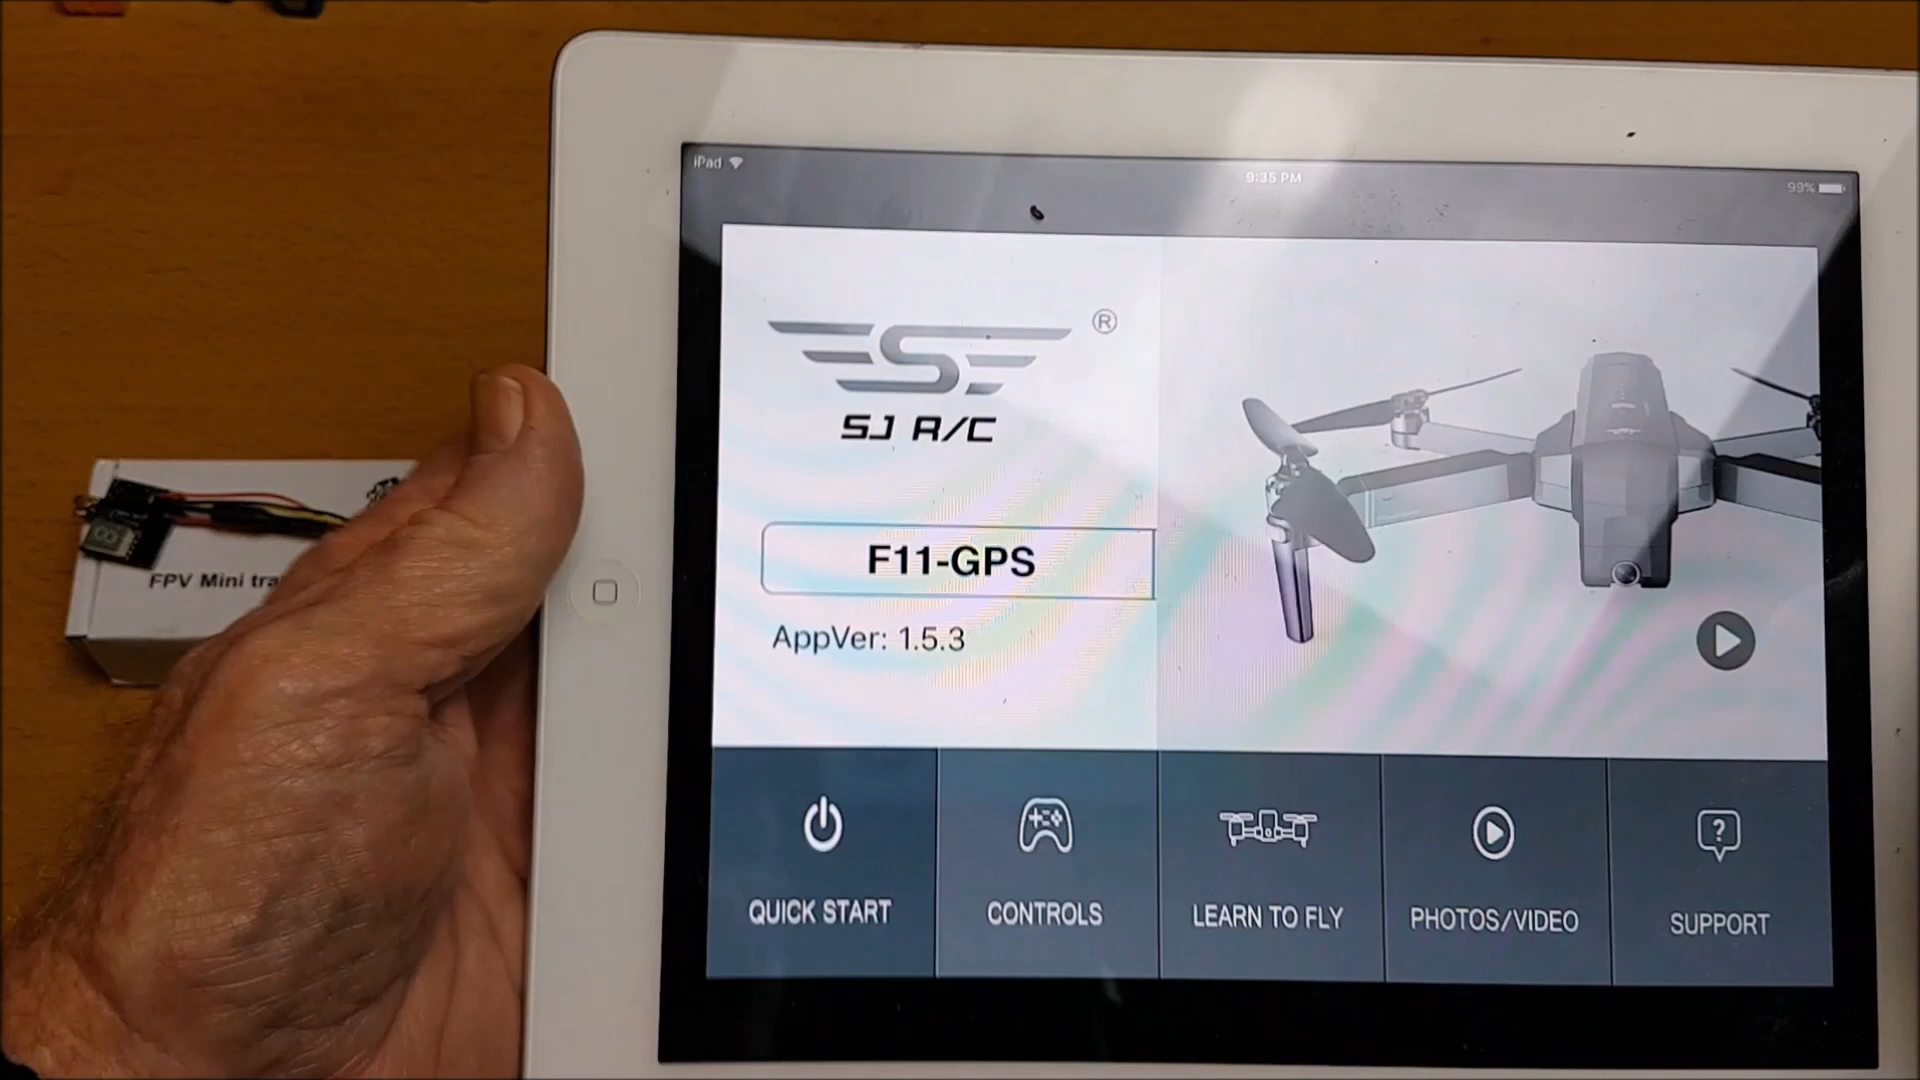 iPad
9:35 PM
99%
®
SJ R/C
F11-GPS
AppVer: 1.5.3
QUICK START
CONTROLS
LEARN TO FLY
PHOTOS/VIDEO
SUPPORT
FPV Mini